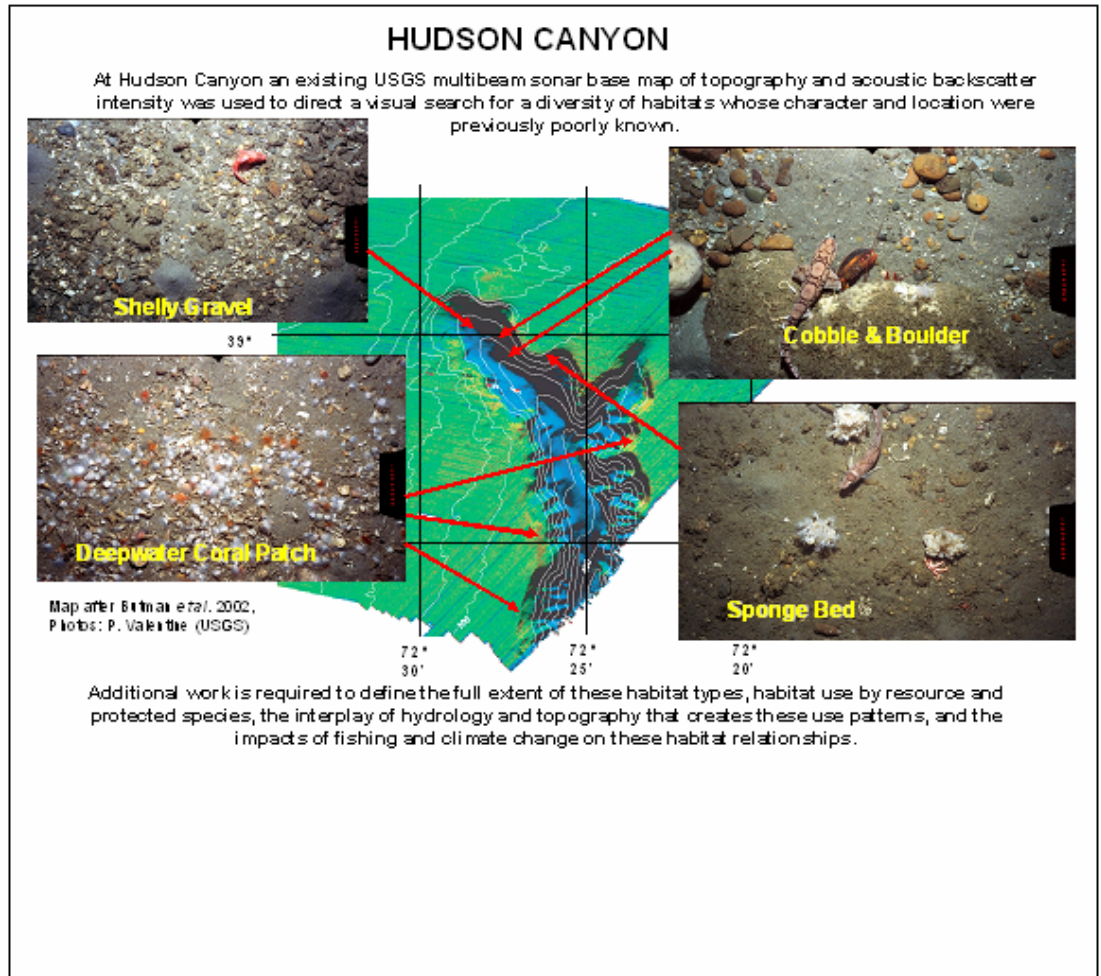 HUDSON CANYON
At Hudson Canyon an existing USGS multibeam sonar base map of topography and acoustic backscatter
intensity was used to direct a visual search for a diversity of habitats whose character and location were
previously poorly known.
Shelly Gravel
Cobble & Boulder
39°
Deepwater Coral Patch
Sponge Bed
Map after Butman et al. 2002,
Photos: P. Valentine (USGS)
72°
30'
72°
25'
72°
20'
Additional work is required to define the full extent of these habitat types, habitat use by resource and
protected species, the interplay of hydrology and topography that creates these use patterns, and the
impacts of fishing and climate change on these habitat relationships.